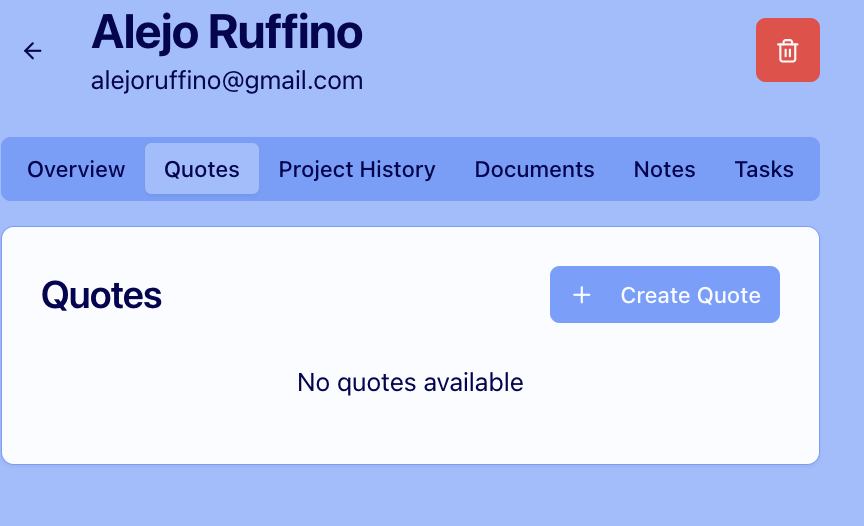 Alejo Ruffino
alejoruffino@gmail.com
Overview Quotes Project History Documents Notes Tasks
Quotes
+ Create Quote
No quotes available